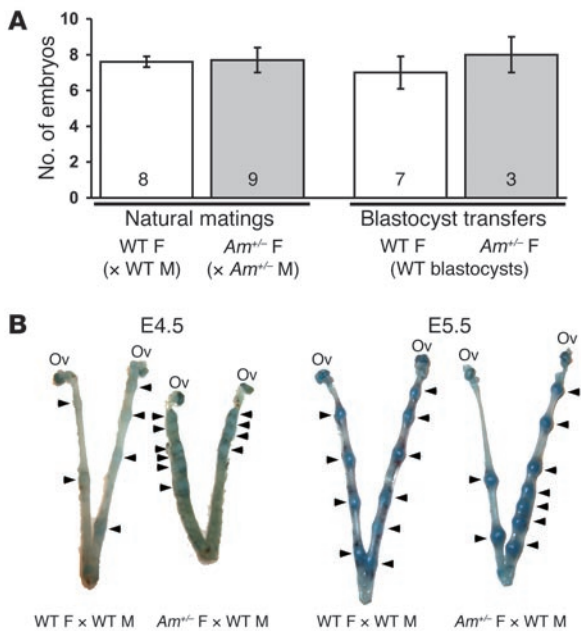 A
No. of embryos
10
8
6
4
2
0
8
9
7
3
Natural matings
Blastocyst transfers
WT F
(× WT M)
Am+/– F
(× Am+/– M)
WT F
Am+/– F
(WT blastocysts)
B
E4.5
E5.5
Ov
Ov
Ov
Ov
Ov
Ov
Ov
Ov
WT F × WT M
Am+/– F × WT M
WT F × WT M
Am+/– F × WT M